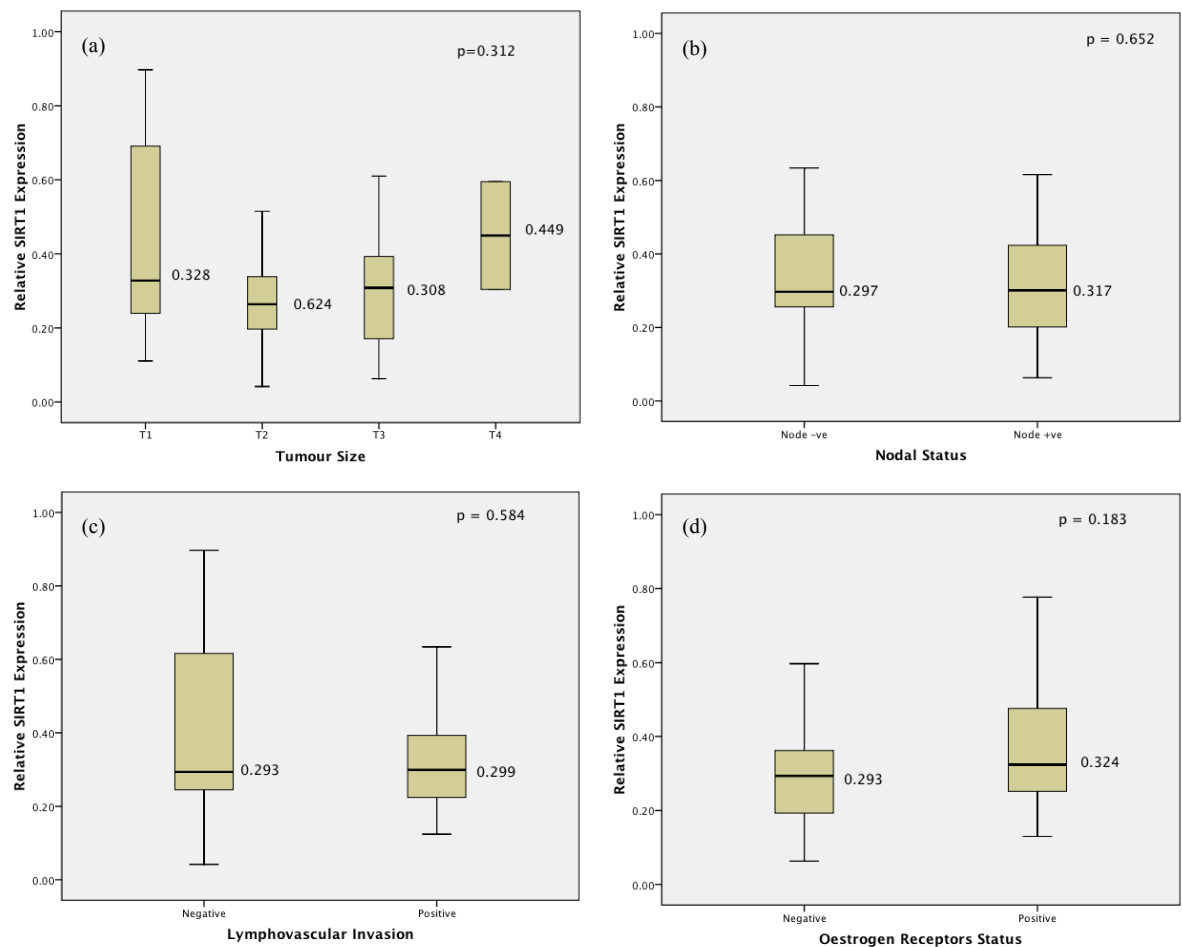 (a)
p=0.312
Relative SIRT1 Expression
1.00
0.80
0.60
0.40
0.20
0.00
0.328
0.624
0.308
0.449
T1 T2 T3 T4
Tumour Size
(b)
p = 0.652
Relative SIRT1 Expression
1.00
0.80
0.60
0.40
0.20
0.00
0.297
0.317
Node -ve Node +ve
Nodal Status
(c)
p = 0.584
Relative SIRT1 Expression
1.00
0.80
0.60
0.40
0.20
0.00
0.293
0.299
Negative Positive
Lymphovascular Invasion
(d)
p = 0.183
Relative SIRT1 Expression
1.00
0.80
0.60
0.40
0.20
0.00
0.293
0.324
Negative Positive
Oestrogen Receptors Status